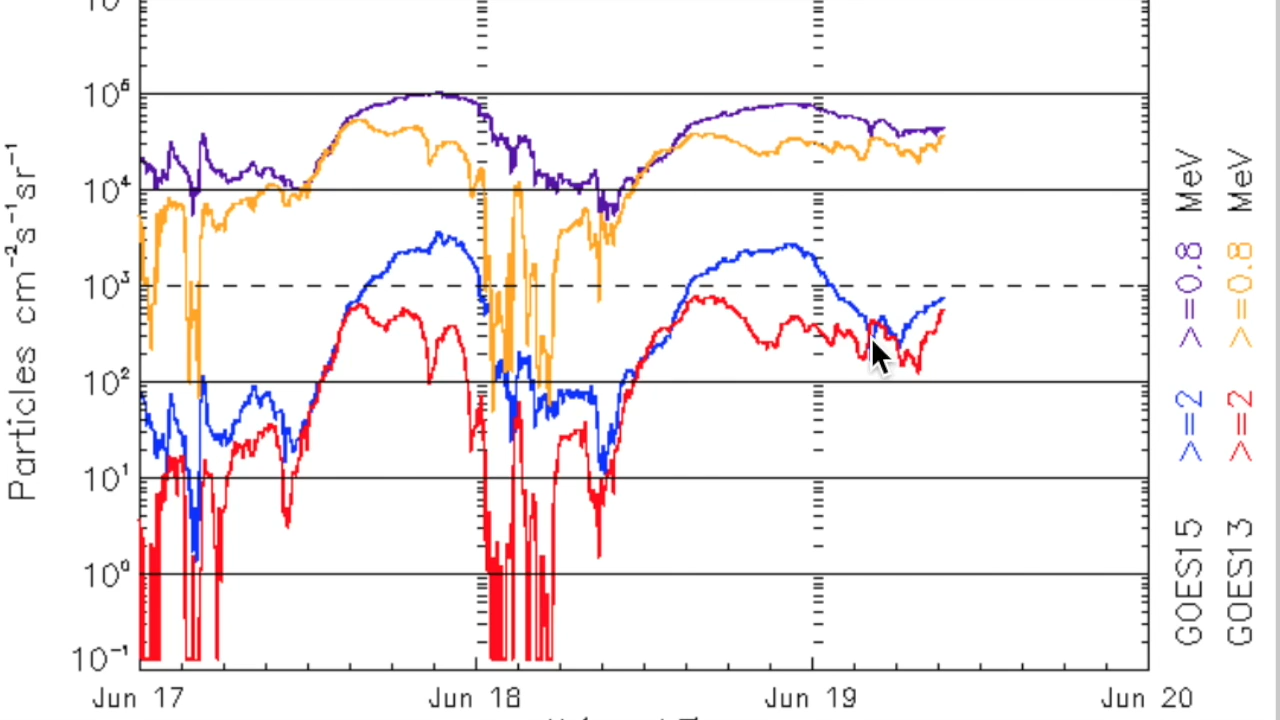 10⁵
10⁴
10³
10²
10¹
10⁰
10⁻¹
Particles cm⁻²s⁻¹sr⁻¹
Jun 17 Jun 18 Jun 19 Jun 20
GOES15 >=2 >=0.8 MeV
GOES13 >=2 >=0.8 MeV